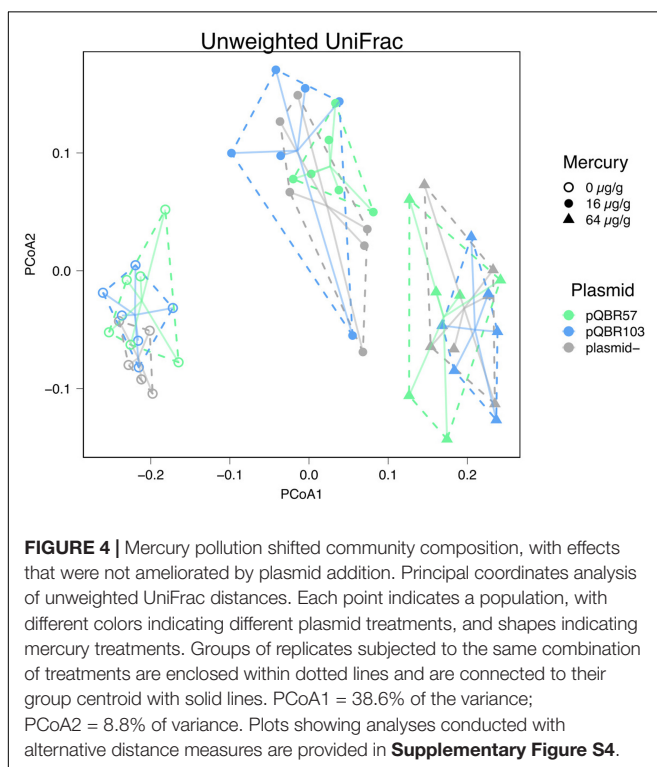 Unweighted UniFrac
PCoA2
0.1
0.0
−0.1
−0.2
−0.1
0.0
0.1
0.2
PCoA1
Mercury
0 µg/g
16 µg/g
64 µg/g
Plasmid
pQBR57
pQBR103
plasmid−
FIGURE 4 | Mercury pollution shifted community composition, with effects
that were not ameliorated by plasmid addition. Principal coordinates analysis
of unweighted UniFrac distances. Each point indicates a population, with
different colors indicating different plasmid treatments, and shapes indicating
mercury treatments. Groups of replicates subjected to the same combination
of treatments are enclosed within dotted lines and are connected to their
group centroid with solid lines. PCoA1 = 38.6% of the variance;
PCoA2 = 8.8% of variance. Plots showing analyses conducted with
alternative distance measures are provided in Supplementary Figure S4.